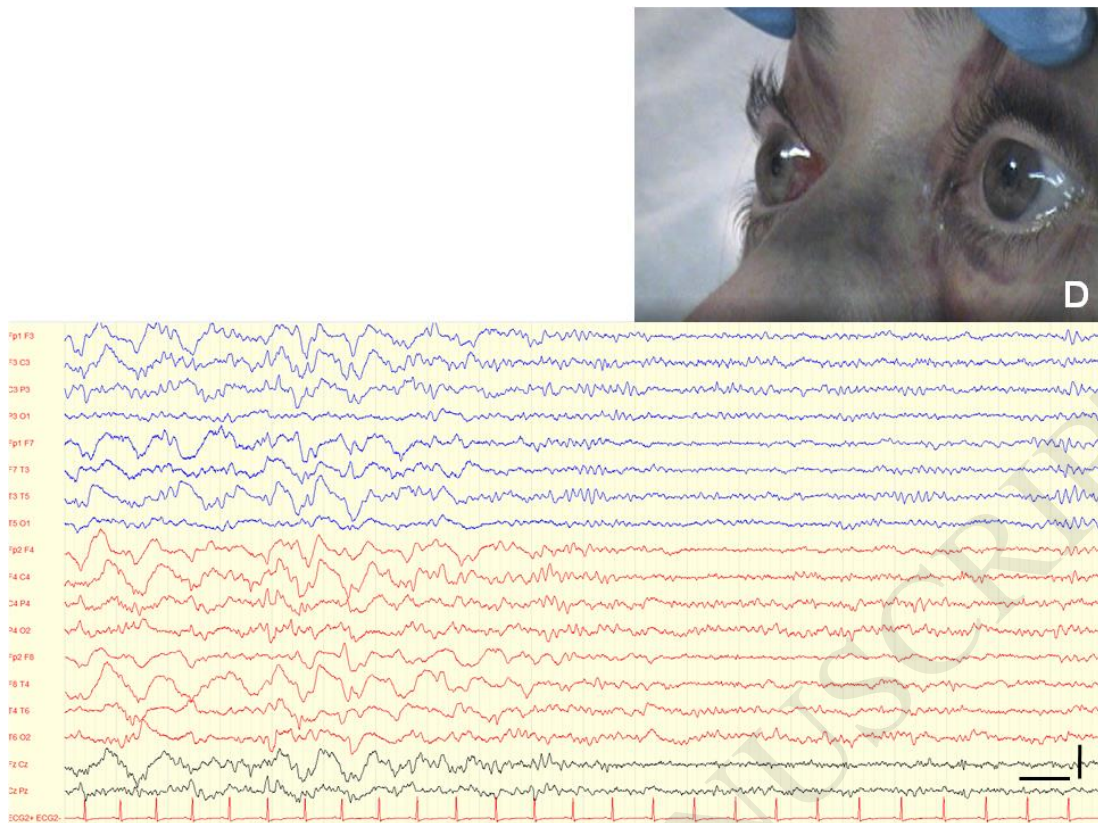 D
Fp1 F3
F3 C3
C3 P3
P3 O1
Fp1 F7
F7 T3
T3 T5
T5 O1
Fp2 F4
F4 C4
C4 P4
P4 O2
Fp2 F8
F8 T4
T4 T6
T6 O2
Fz Cz
Cz Pz
ECG2+ ECG2-
NUSCRIP